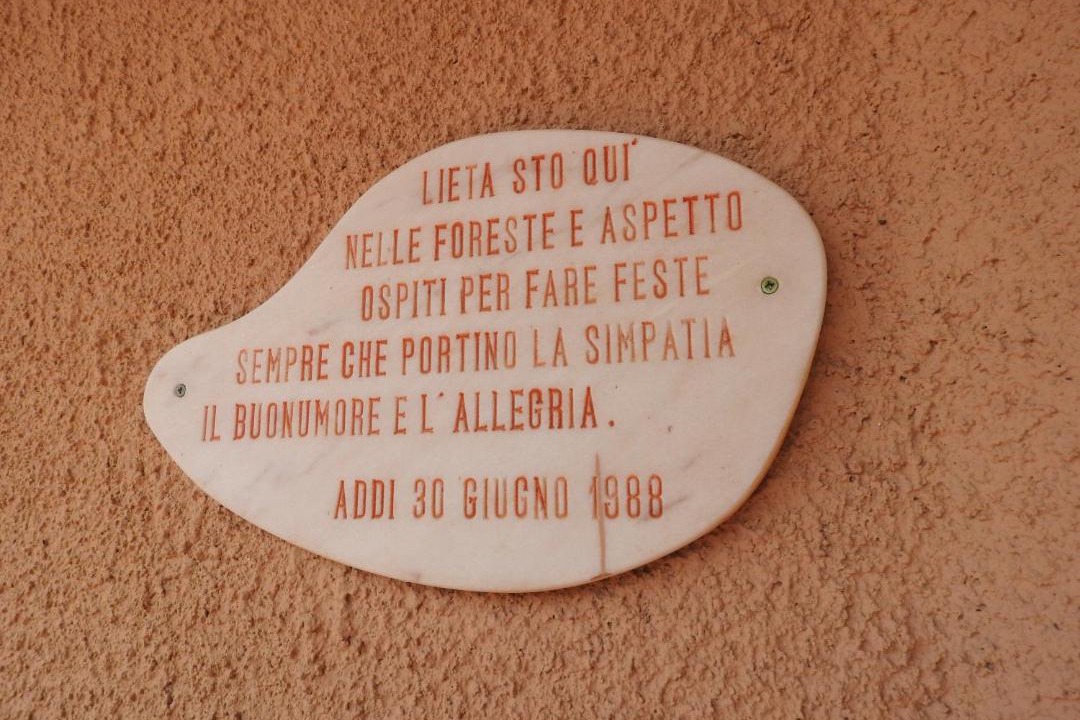 LIETA STO QUI´
NELLE FORESTE E ASPETTO
OSPITI PER FARE FESTE
SEMPRE CHE PORTINO LA SIMPATIA
IL BUONUMORE E L´ALLEGRIA.
ADDI 30 GIUGNO 1988